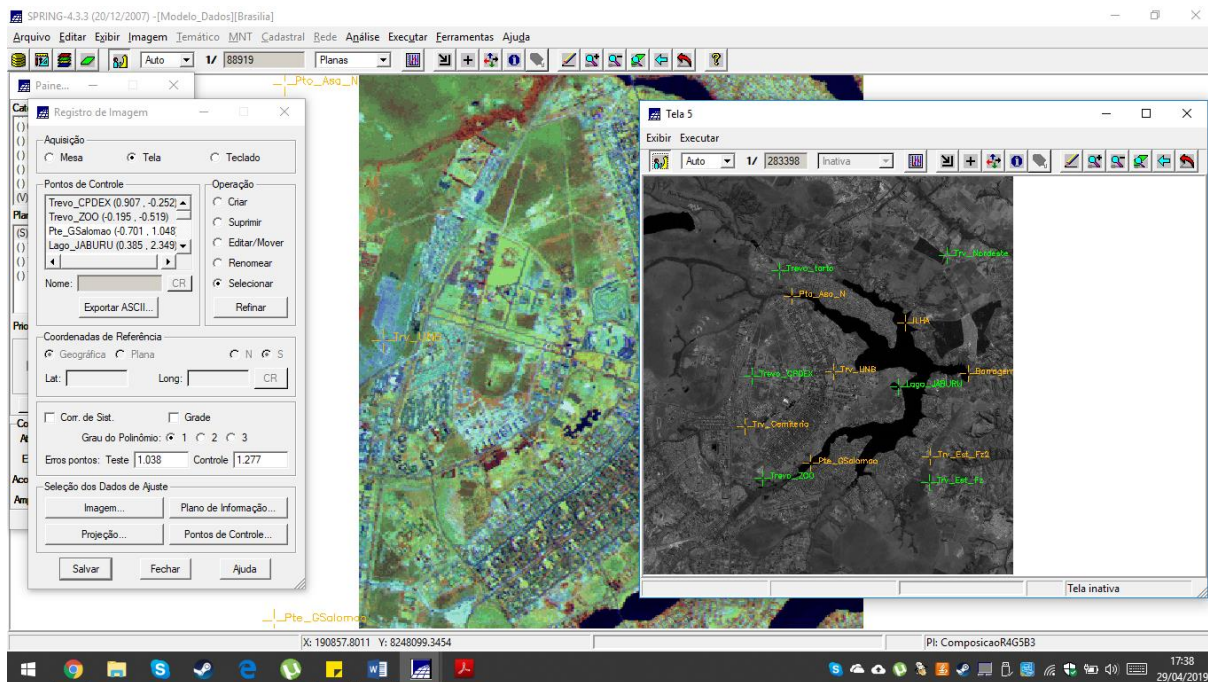 SPRING-4.3.3 (20/12/2007) -[Modelo_Dados][Brasilia]
Arquivo Editar Exibir Imagem Temático MNT Cadastral Rede Análise Executar Ferramentas Ajuda
Auto 1/ 88919 Planas
Paine...
Pto_Asa_N
Registro de Imagem
Aquisição
Mesa Tela Teclado
Pontos de Controle
Trevo_CPDEX (0.907 , -0.252)
Trevo_ZOO (-0.195 , -0.519)
Pte_GSalomao (-0.701 , 1.048)
Lago_JABURU (0.385 , 2.349)
Nome: CR
Exportar ASCII...
Operação
Criar
Suprimir
Editar/Mover
Renomear
Selecionar
Refinar
Coordenadas de Referência
Geográfica Plana N S
Lat: Long: CR
Corr. de Sist. Grade
Grau do Polinômio: 1 2 3
Erros pontos: Teste 1.038 Controle 1.277
Seleção dos Dados de Ajuste
Imagem... Plano de Informação...
Projeção... Pontos de Controle...
Salvar Fechar Ajuda
Trv_UNB
Pte_GSalomao
Tela 5
Exibir Executar
Auto 1/ 283398 Inativa
Trv_Nordeste
Trevo_torto
Pto_Asa_N
ILHA
Trevo_CPDEX
Trv_UNB
Barragem
Lago_JABURU
Trv_Cemiterio
Trv_Est_Fz2
Pte_GSalomao
Trevo_ZOO
Trv_Est_Fz
Tela inativa
X: 190857.8011 Y: 8248099.3454
PI: ComposicaoR4G5B3
17:38
29/04/2019